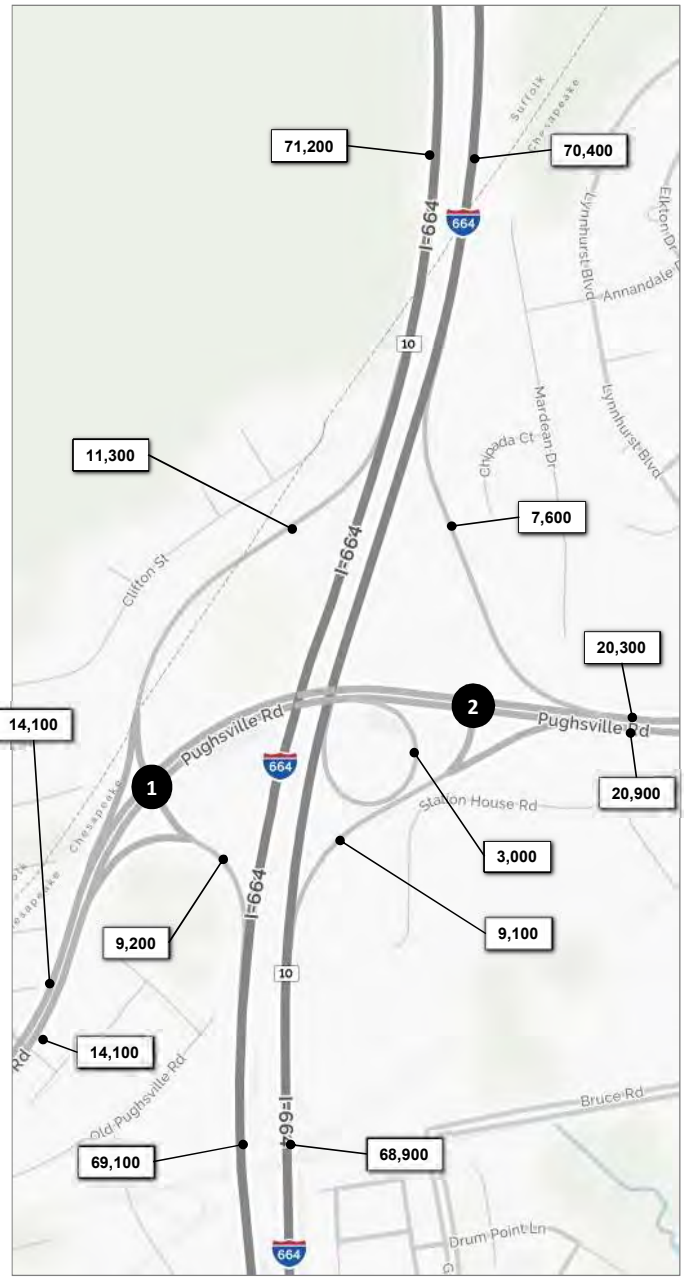 Suffolk
Chesapeake
71,200
70,400
Elkton Dr
I-664
664
Lynnhurst Blvd
Annandale
10
Mardean Dr
Lynnhurst Blvd
Chipada Ct
11,300
7,600
I-664
Clifton St
20,300
2
14,100
Pughsville Rd
Pughsville Rd
664
1
20,900
Station House Rd
Chesapeake
3,000
I-664
9,200
9,100
esapeake
10
14,100
Rd
Old Pughsville Rd
Bruce Rd
I-664
69,100
68,900
Drum Point Ln
664
G